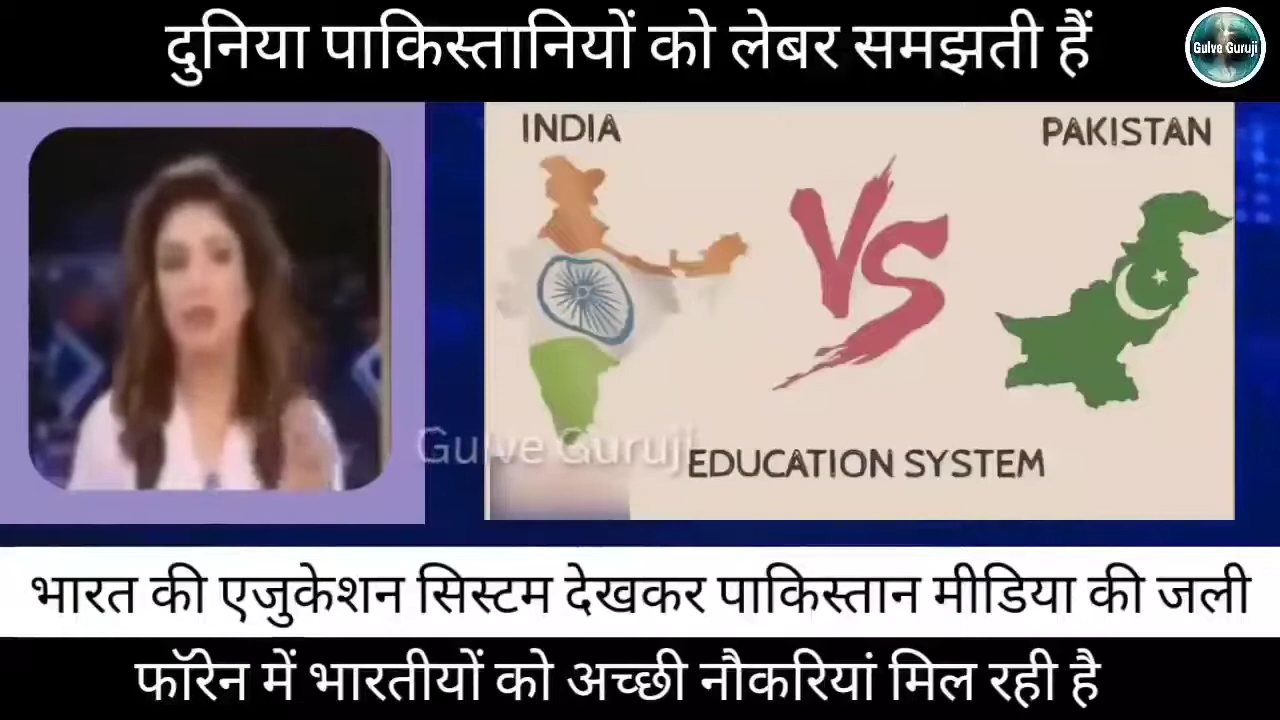 दुनिया पाकिस्तानियों को लेबर समझती हैं
Gulve Guruji
INDIA
PAKISTAN
VS
Gulve Guruji
EDUCATION SYSTEM
भारत की एजुकेशन सिस्टम देखकर पाकिस्तान मीडिया की जली
फॉरेन में भारतीयों को अच्छी नौकरियां मिल रही है